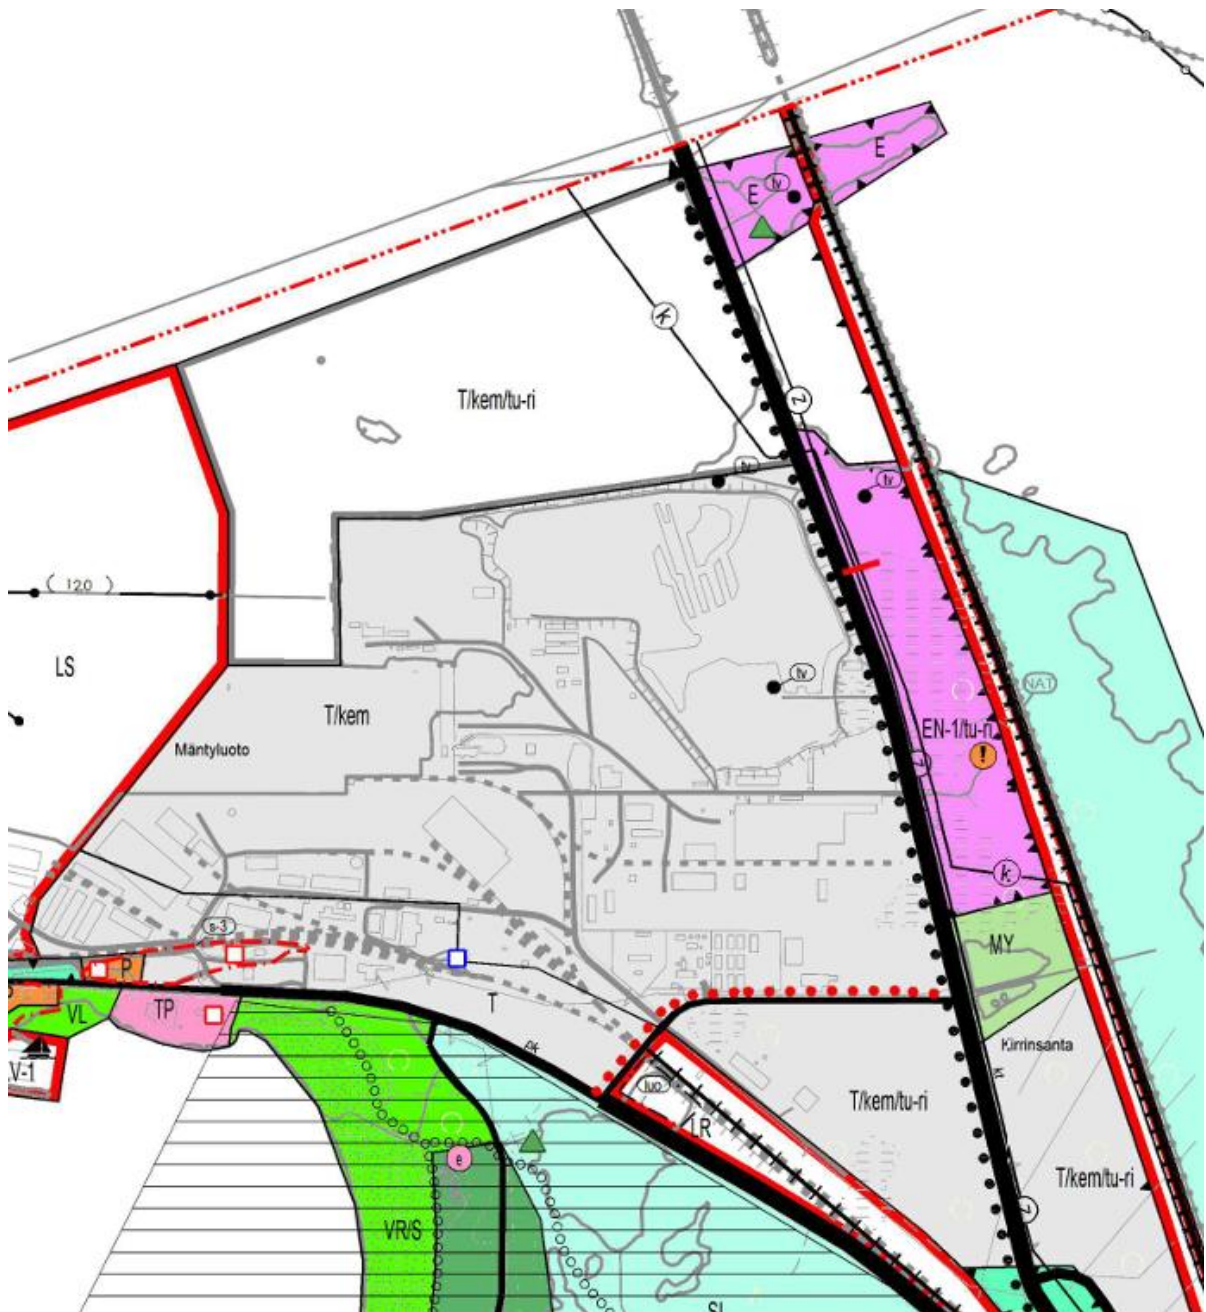 E
E
tv
K
z
T/kem/tu-ri
tv
tv
( 120 )
LS
tv
NAT
T/kem
EN-1/tu-ri
Mäntyluoto
!
z
k
s-3
MY
P
T
TP
VL
Kirrinsanta
V-1
luo
kl
T/kem/tu-ri
LR
e
T/kem/tu-ri
z
VR/S
SL